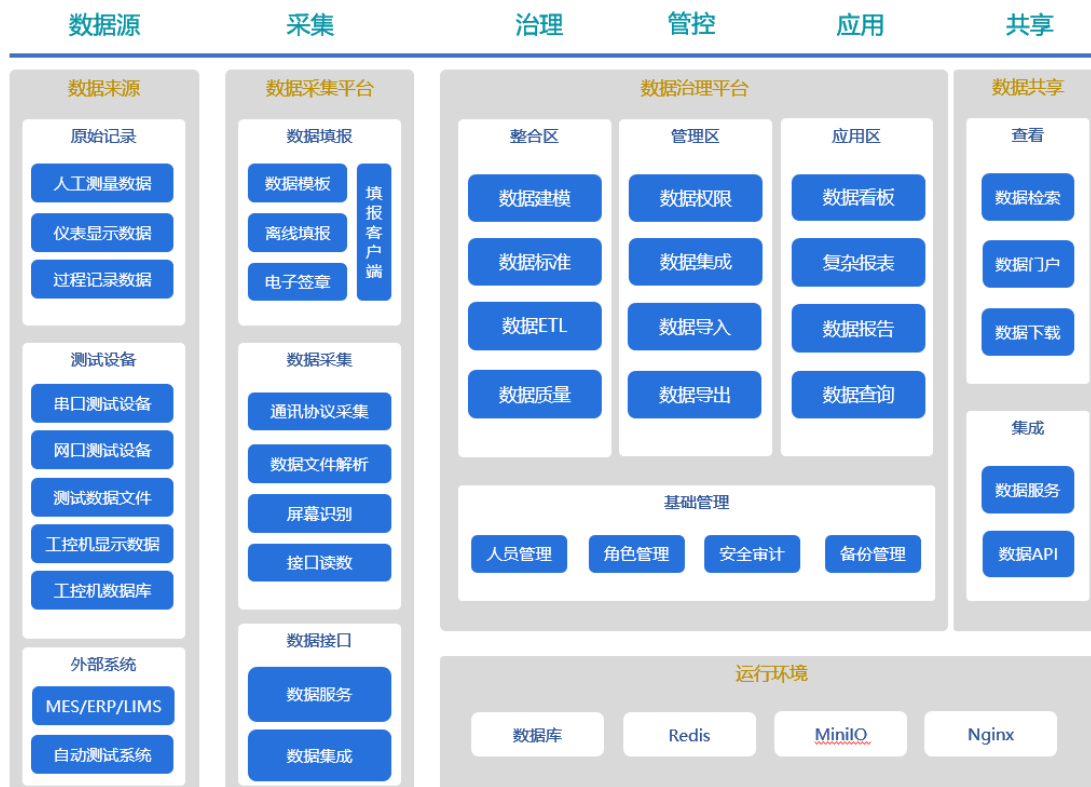 数据源
采集
治理
管控
应用
共享
数据来源
原始记录
人工测量数据
仪表显示数据
过程记录数据
测试设备
串口测试设备
网口测试设备
测试数据文件
工控机显示数据
工控机数据库
外部系统
MES/ERP/LIMS
自动测试系统
数据采集平台
数据填报
数据模板
离线填报
电子签章
填报客户端
数据采集
通讯协议采集
数据文件解析
屏幕识别
接口读数
数据接口
数据服务
数据集成
数据治理平台
整合区
数据建模
数据标准
数据ETL
数据质量
管理区
数据权限
数据集成
数据导入
数据导出
应用区
数据看板
复杂报表
数据报告
数据查询
基础管理
人员管理
角色管理
安全审计
备份管理
数据共享
查看
数据检索
数据门户
数据下载
集成
数据服务
数据API
运行环境
数据库
Redis
MiniIO
Nginx